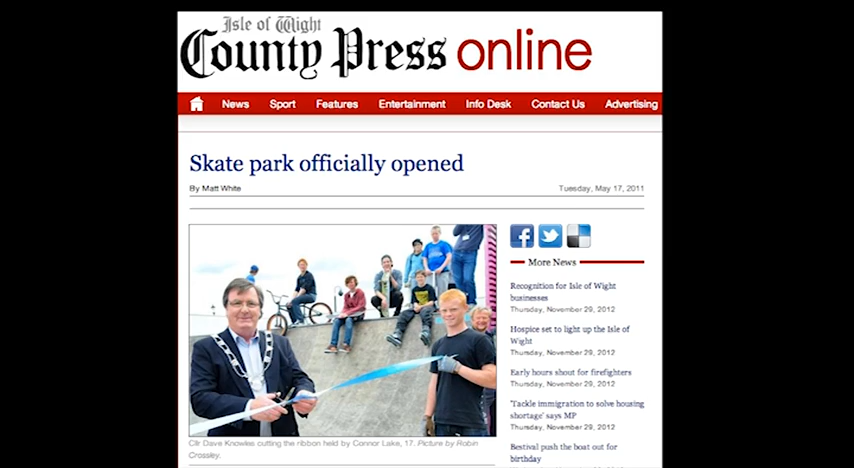 Isle of Wight
County Press online
News Sport Features Entertainment Info Desk Contact Us Advertising
Skate park officially opened
By Matt White Tuesday, May 17, 2011
More News
Recognition for Isle of Wight
businesses
Thursday, November 29, 2012
Hospice set to light up the Isle of
Wight
Thursday, November 29, 2012
Early hours shout for firefighters
Thursday, November 29, 2012
'Tackle immigration to solve housing
shortage' says MP
Thursday, November 29, 2012
Bestival push the boat out for
birthday
Cllr Dave Knowles cutting the ribbon held by Connor Lake, 17. Picture by Robin
Crossley.